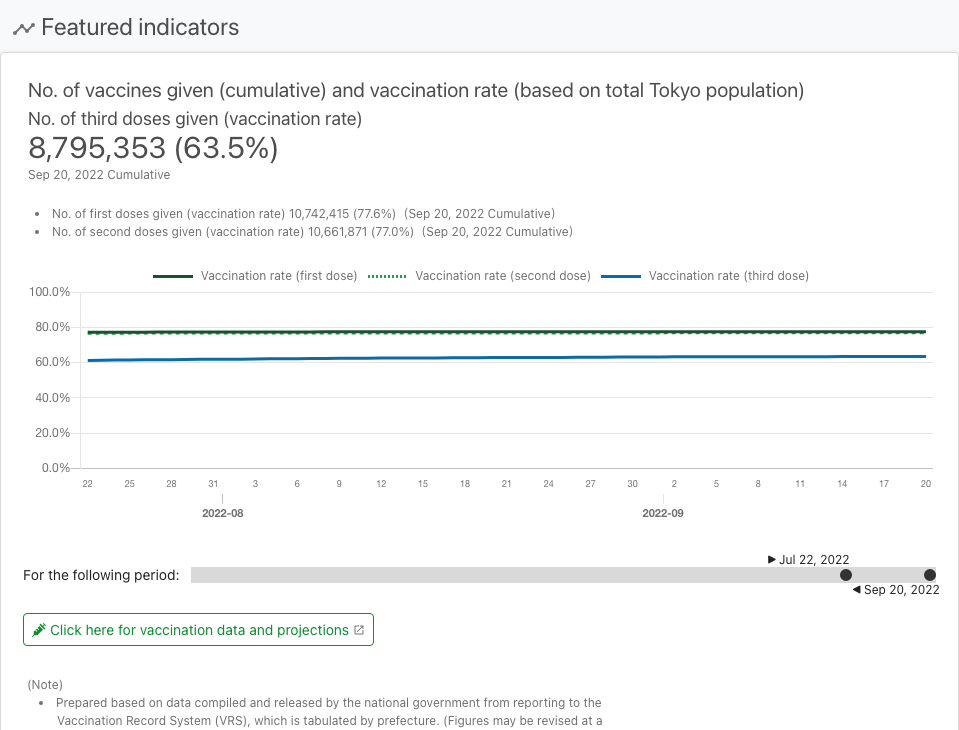 Featured indicators
No. of vaccines given (cumulative) and vaccination rate (based on total Tokyo population)
No. of third doses given (vaccination rate)
8,795,353 (63.5%)
Sep 20, 2022 Cumulative
• No. of first doses given (vaccination rate) 10,742,415 (77.6%) (Sep 20, 2022 Cumulative)
• No. of second doses given (vaccination rate) 10,661,871 (77.0%) (Sep 20, 2022 Cumulative)
Vaccination rate (first dose) Vaccination rate (second dose) Vaccination rate (third dose)
100.0%
80.0%
60.0%
40.0%
20.0%
0.0%
22 25 28 31 3 6 9 12 15 18 21 24 27 30 2 5 8 11 14 17 20
2022-08 2022-09
▶ Jul 22, 2022
For the following period:
◀ Sep 20, 2022
Click here for vaccination data and projections
(Note)
• Prepared based on data compiled and released by the national government from reporting to the
Vaccination Record System (VRS), which is tabulated by prefecture. (Figures may be revised at a